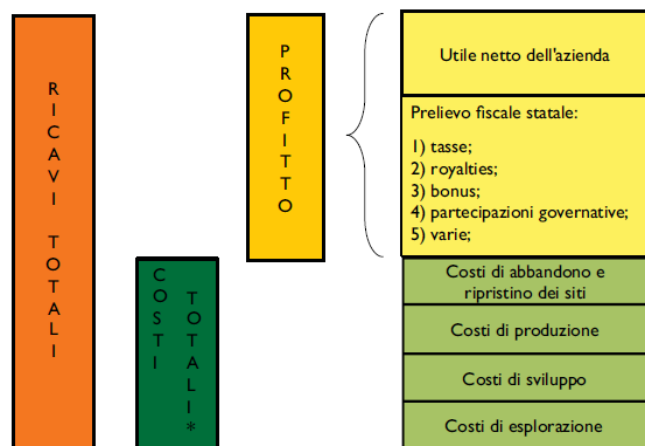 RICAVI TOTALI
COSTI
TOTALI*
PROFITTO
Utile netto dell'azienda
Prelievo fiscale statale:
1) tasse;
2) royalties;
3) bonus;
4) partecipazioni governative;
5) varie;
Costi di abbandono e
ripristino dei siti
Costi di produzione
Costi di sviluppo
Costi di esplorazione